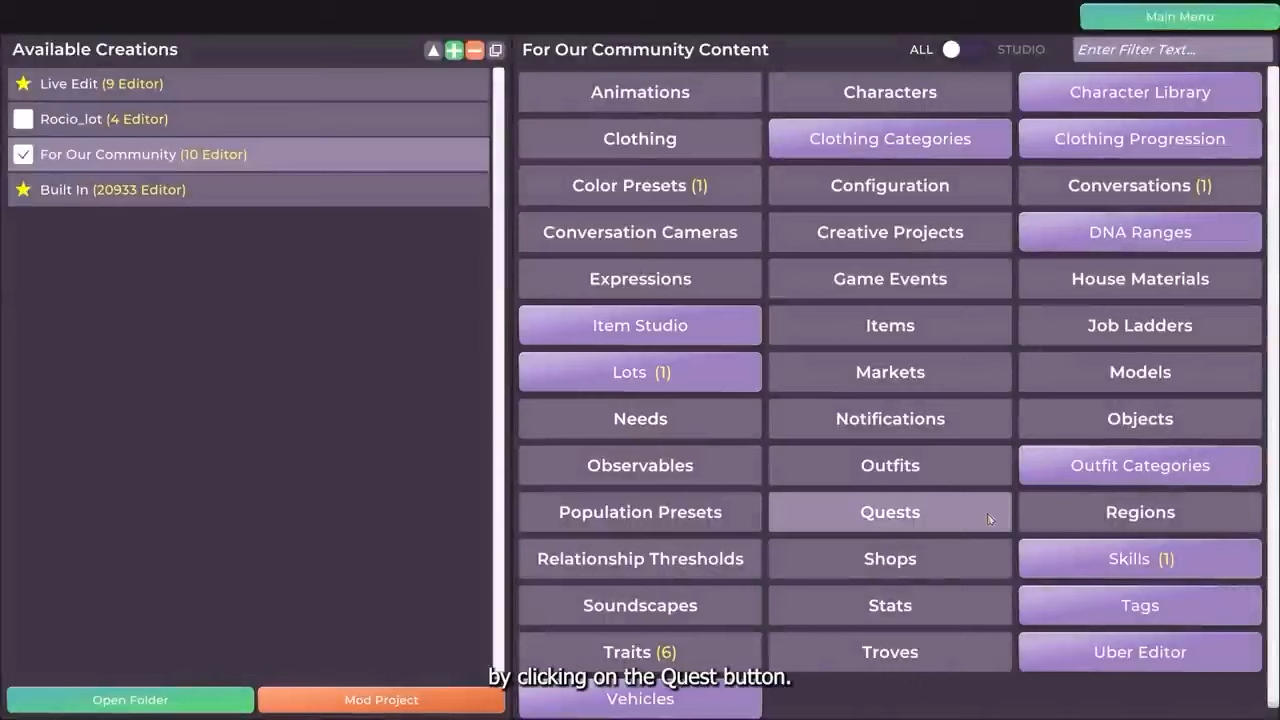 Main Menu
Available Creations
For Our Community Content
ALL
STUDIO
Enter Filter Text...
Live Edit (9 Editor)
Rocio_lot (4 Editor)
For Our Community (10 Editor)
Built In (20933 Editor)
Animations
Characters
Character Library
Clothing
Clothing Categories
Clothing Progression
Color Presets (1)
Configuration
Conversations (1)
Conversation Cameras
Creative Projects
DNA Ranges
Expressions
Game Events
House Materials
Item Studio
Items
Job Ladders
Lots (1)
Markets
Models
Needs
Notifications
Objects
Observables
Outfits
Outfit Categories
Population Presets
Quests
Regions
Relationship Thresholds
Shops
Skills (1)
Soundscapes
Stats
Tags
Traits (6)
Troves
Uber Editor
by clicking on the Quest button.
Vehicles
Open Folder
Mod Project